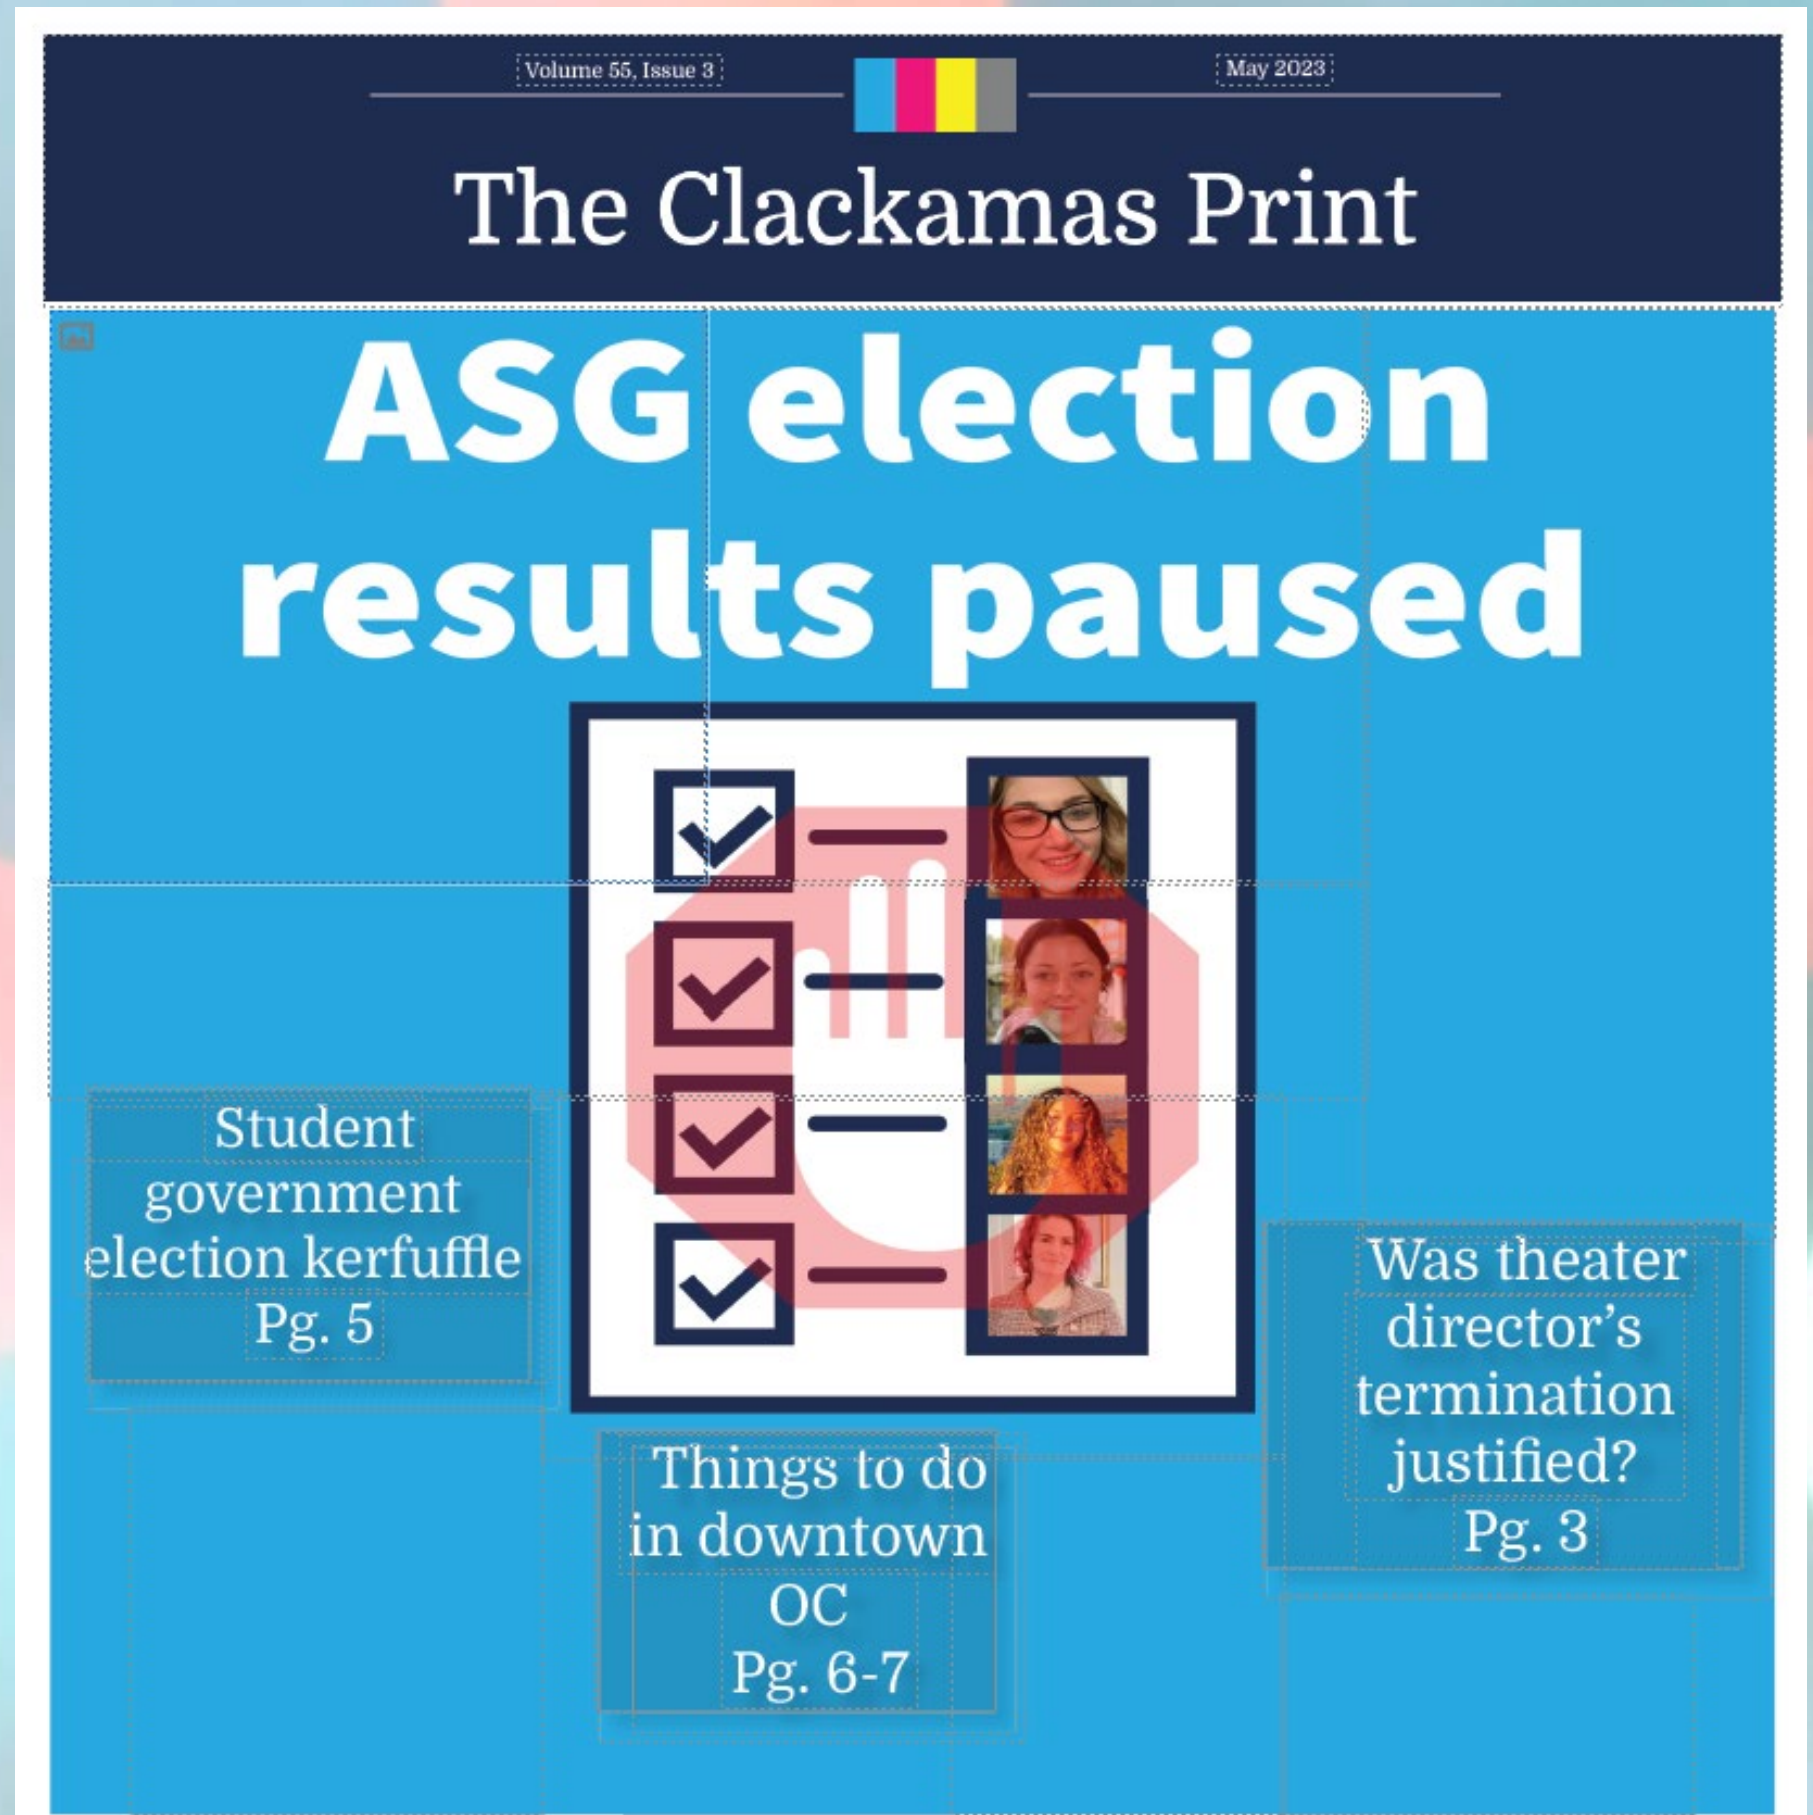 Volume 55, Issue 3
May 2023
The Clackamas Print
ASG election
results paused
Student
government
election kerfuffle
Pg. 5
Things to do
in downtown
OC
Pg. 6-7
Was theater
director’s
termination
justified?
Pg. 3